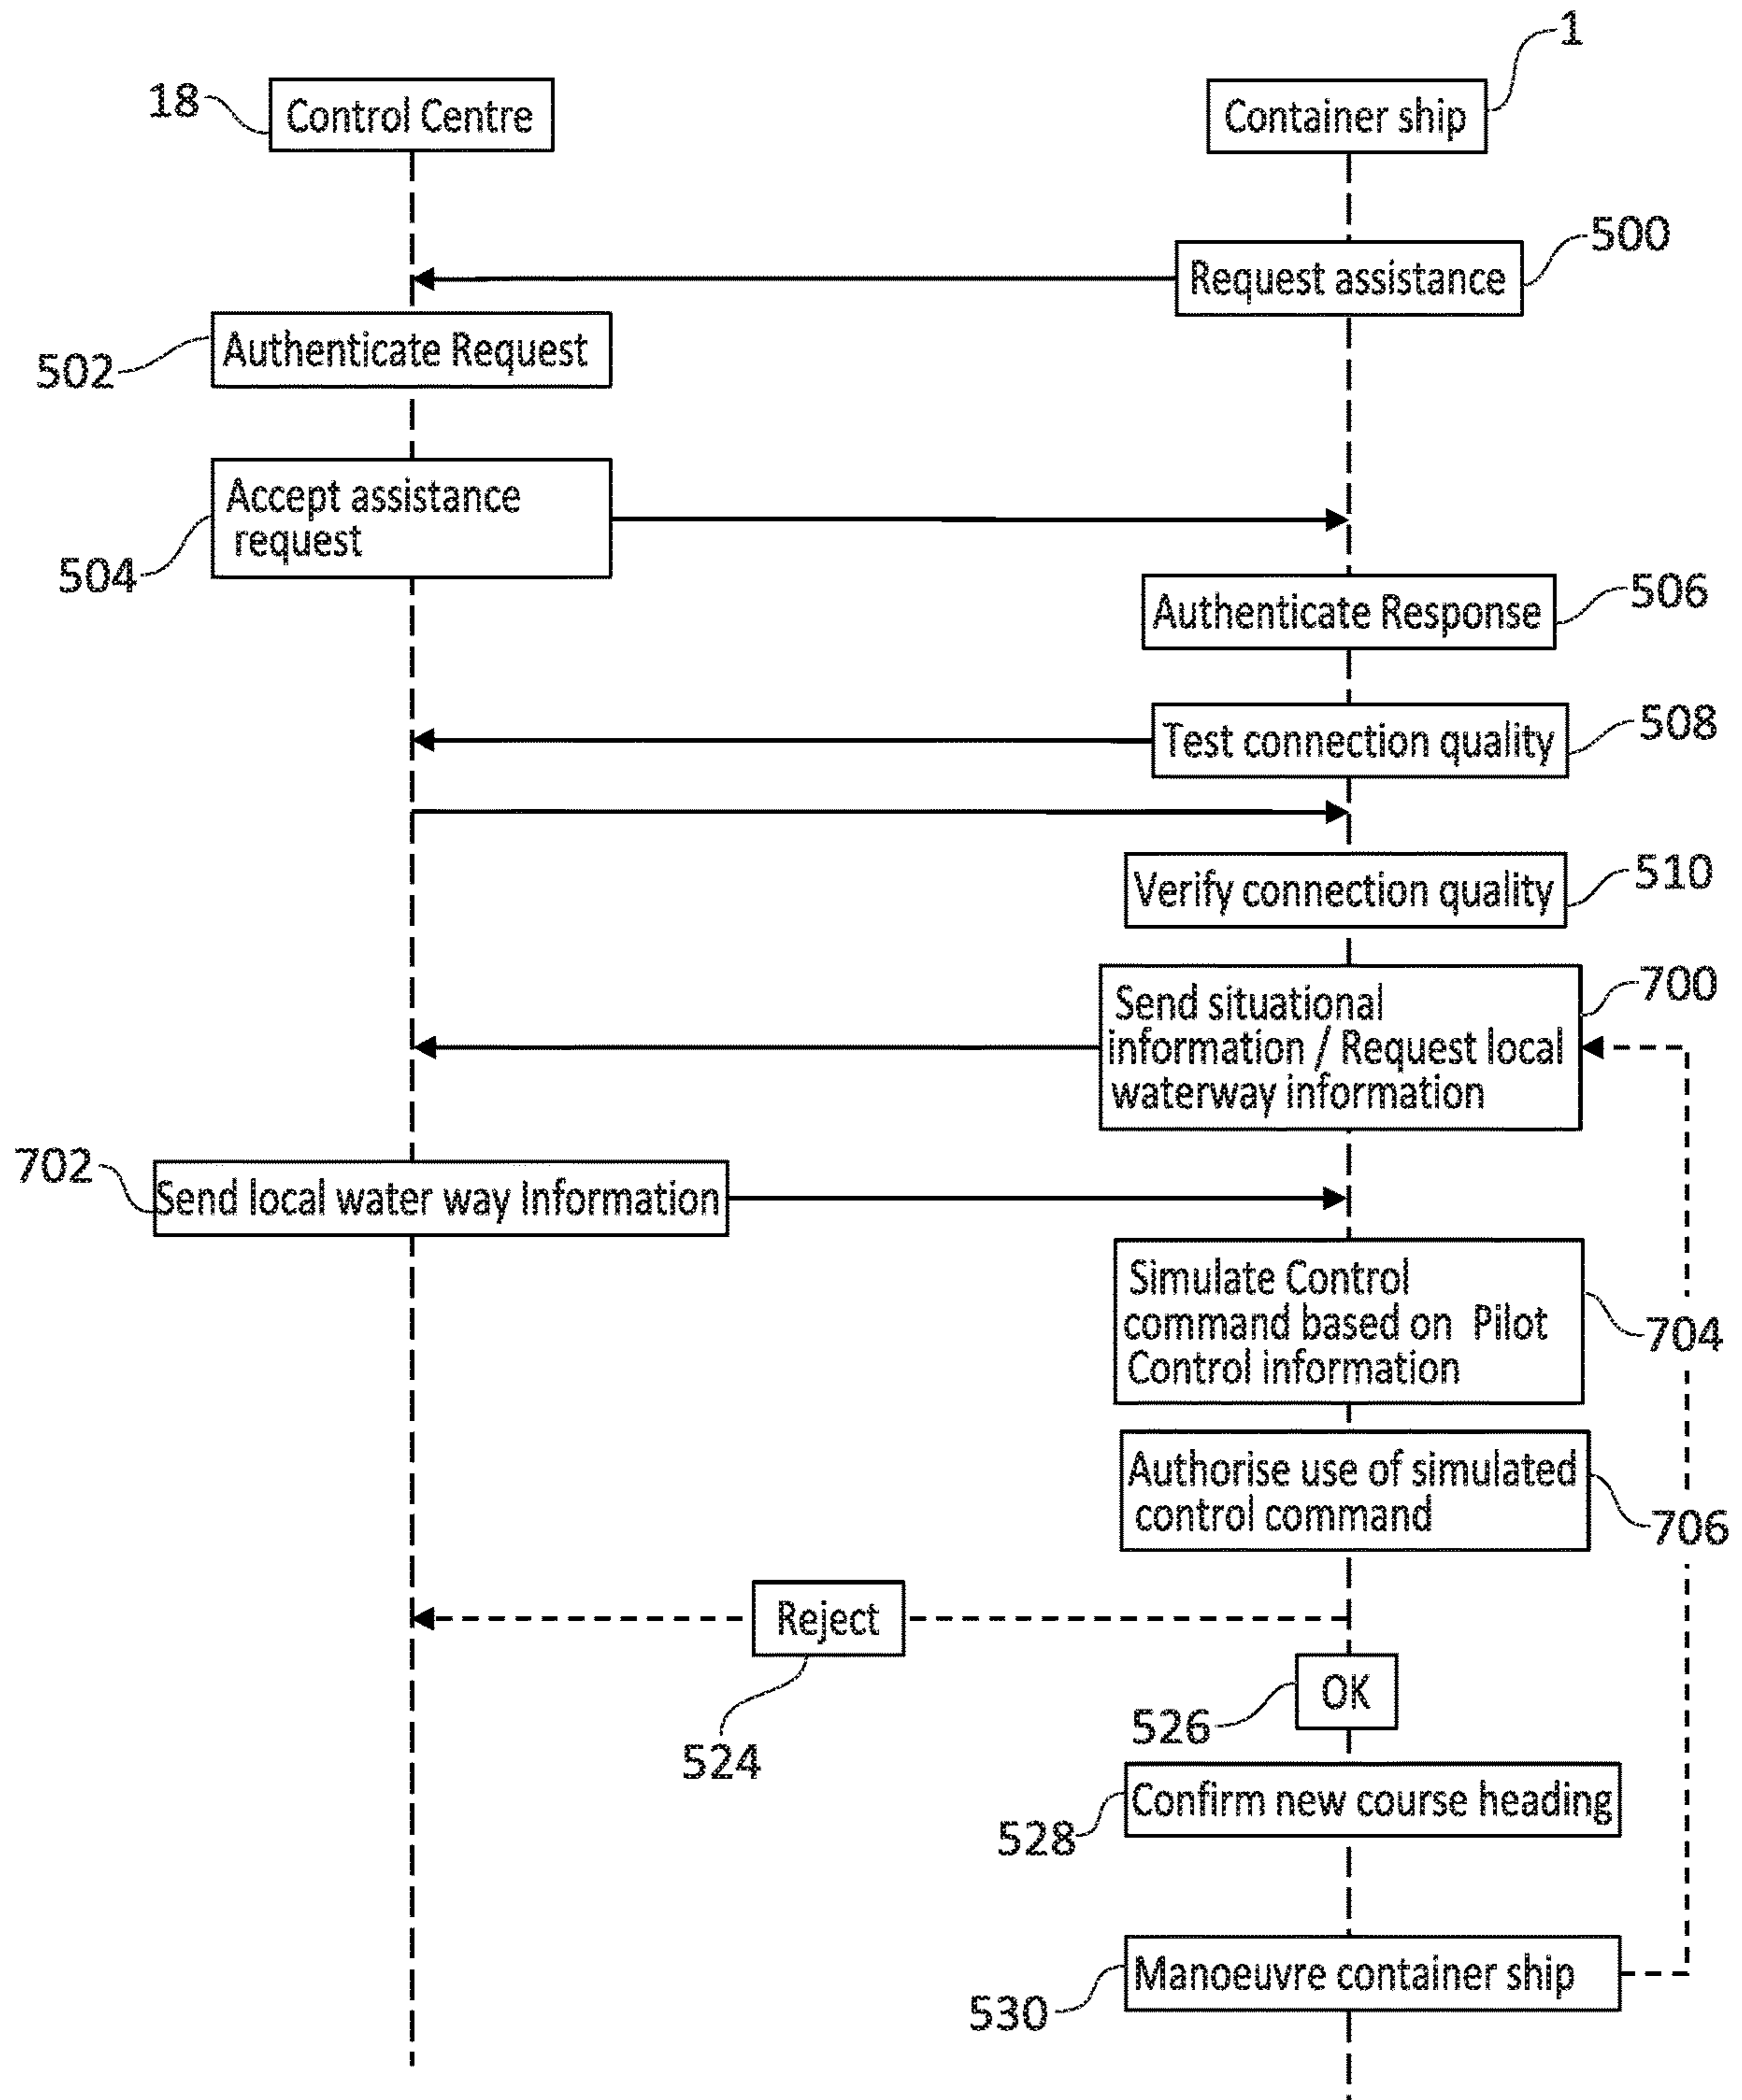 1
18
Control Centre
Container ship
500
Request assistance
Authenticate Request
502
Accept assistance
request
504
506
Authenticate Response
508
Test connection quality
510
Verify connection quality
700
Send situational
information / Request local
waterway information
702
Send local water way Information
Simulate Control
command based on Pilot
Control information
704
Authorise use of simulated
control command
706
Reject
524
OK
526
Confirm new course heading
528
Manoeuvre container ship
530